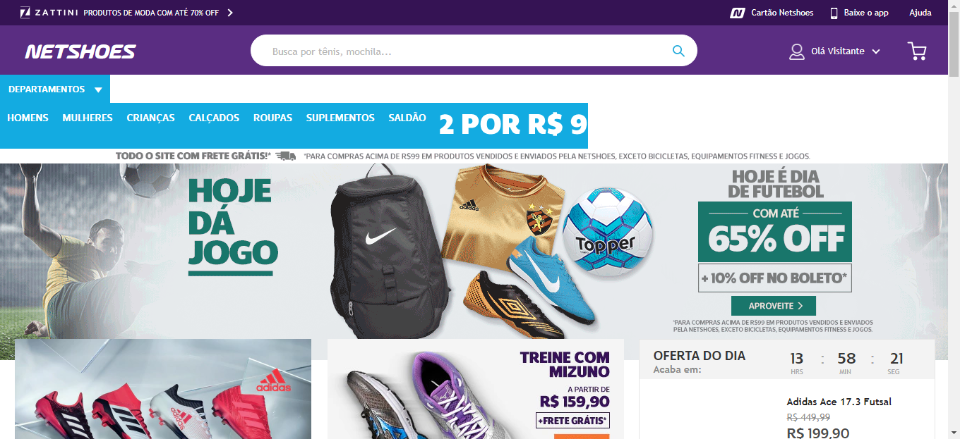 ZATTINI PRODUTOS DE MODA COM ATÉ 70% OFF
Cartão Netshoes
Baixe o app
Ajuda
NETSHOES
Busca por tênis, mochila...
Olá Visitante
DEPARTAMENTOS
HOMENS MULHERES CRIANÇAS CALÇADOS ROUPAS SUPLEMENTOS SALDÃO 2 POR R$ 9
TODO O SITE COM FRETE GRÁTIS!* *PARA COMPRAS ACIMA DE R$99 EM PRODUTOS VENDIDOS E ENVIADOS PELA NETSHOES, EXCETO BICICLETAS, EQUIPAMENTOS FITNESS E JOGOS.
HOJE
DÁ
JOGO
adidas
Topper
HOJE É DIA
DE FUTEBOL
COM ATÉ
65% OFF
+10% OFF NO BOLETO*
APROVEITE
*PARA COMPRAS ACIMA DE R$99 EM PRODUTOS VENDIDOS E ENVIADOS
PELA NETSHOES, EXCETO BICICLETAS, EQUIPAMENTOS FITNESS E JOGOS.
adidas
TREINE COM
MIZUNO
A PARTIR DE
R$ 159,90
+FRETE GRÁTIS*
OFERTA DO DIA
Acaba em:
13 : 58 : 21
HRS MIN SEG
Adidas Ace 17.3 Futsal
R$ 449,99
R$ 199,90